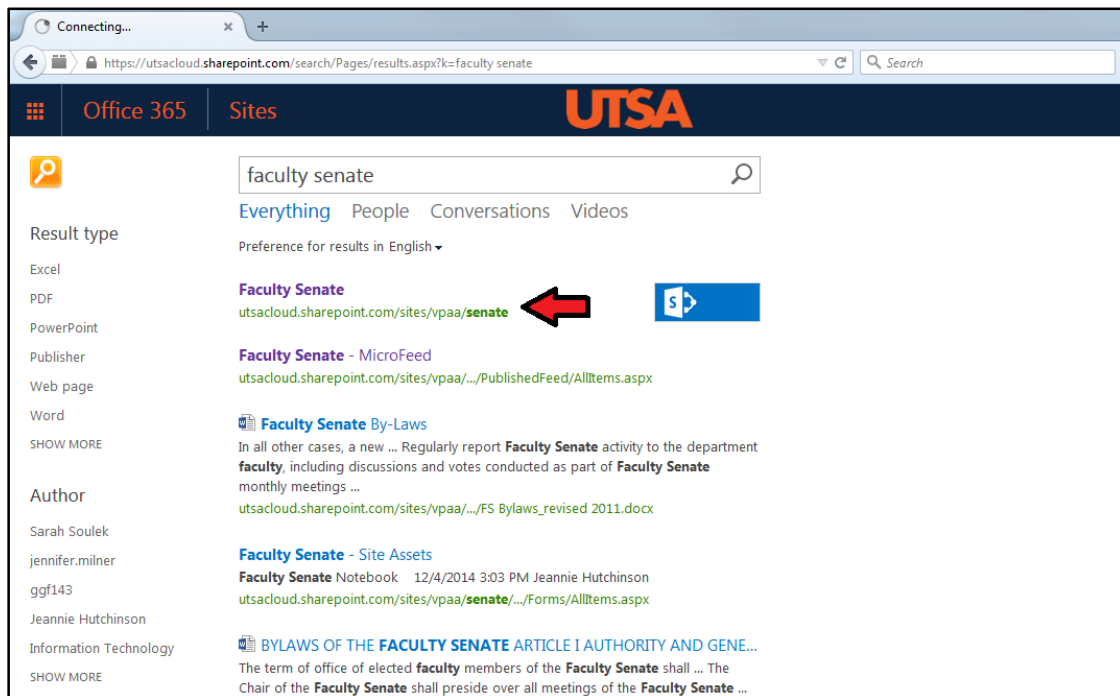 Connecting...
https://utsacloud.sharepoint.com/search/Pages/results.aspx?k=faculty senate
Search
Office 365
Sites
UTSA
faculty senate
Everything People Conversations Videos
Preference for results in English
Result type
Excel
PDF
PowerPoint
Publisher
Web page
Word
SHOW MORE
Author
Sarah Soulek
jennifer.milner
ggf143
Jeannie Hutchinson
Information Technology
SHOW MORE
Faculty Senate
utsacloud.sharepoint.com/sites/vpaa/senate
S
Faculty Senate - MicroFeed
utsacloud.sharepoint.com/sites/vpaa/.../PublishedFeed/AllItems.aspx
Faculty Senate By-Laws
In all other cases, a new ... Regularly report Faculty Senate activity to the department
faculty, including discussions and votes conducted as part of Faculty Senate
monthly meetings ...
utsacloud.sharepoint.com/sites/vpaa/.../FS Bylaws_revised 2011.docx
Faculty Senate - Site Assets
Faculty Senate Notebook 12/4/2014 3:03 PM Jeannie Hutchinson
utsacloud.sharepoint.com/sites/vpaa/senate/.../Forms/AllItems.aspx
BYLAWS OF THE FACULTY SENATE ARTICLE I AUTHORITY AND GENE...
The term of office of elected faculty members of the Faculty Senate shall ... The
Chair of the Faculty Senate shall preside over all meetings of the Faculty Senate ...